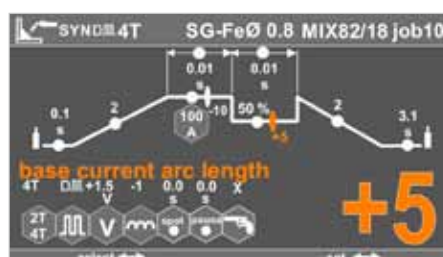 SYN 4T SG-FeØ 0.8 MIX82/18 job10
0.01 0.01
s s
0.1 2 100 -10 50 % 2 3.1
s A +5 s
base current arc length
4T +1.5 -1 0.0 0.0 X
V s s
+5
2T
4T V spot pause